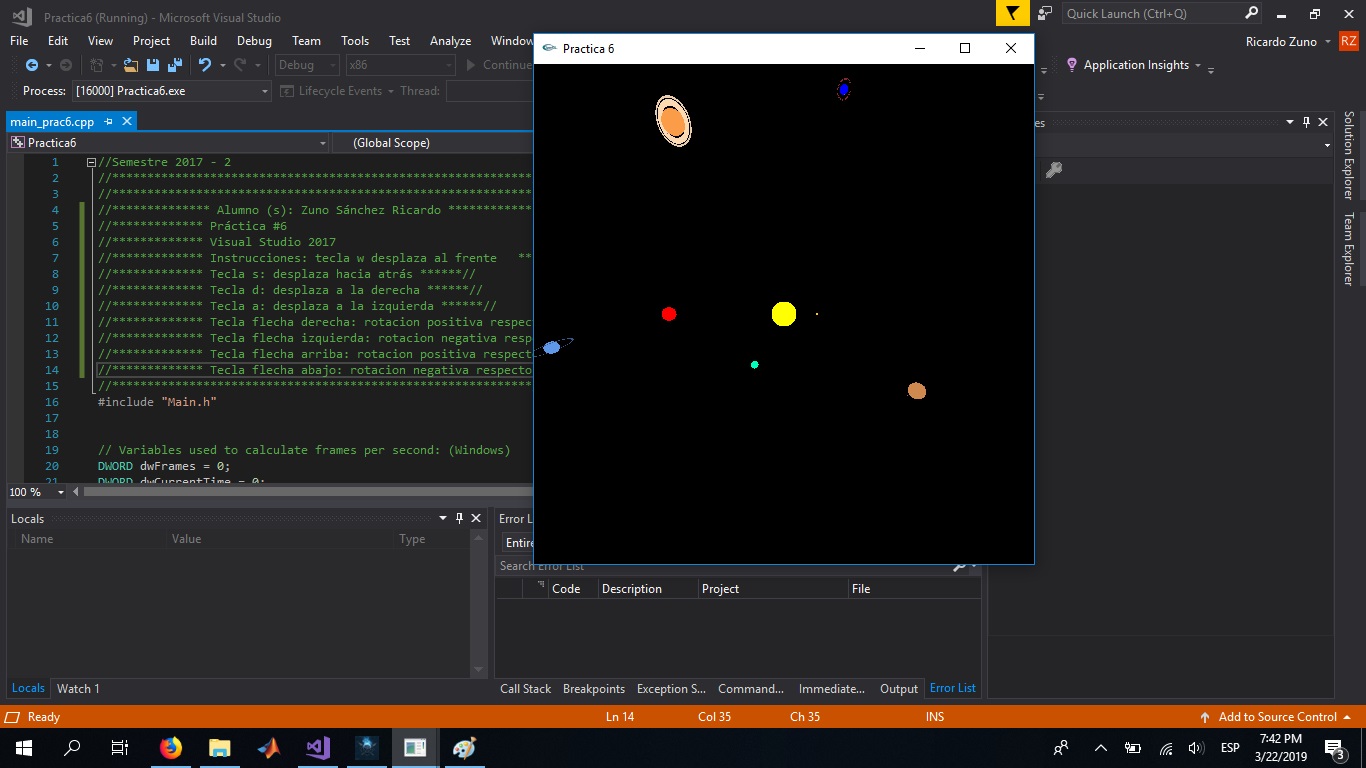 Practica6 (Running) - Microsoft Visual Studio
Quick Launch (Ctrl+Q)
File Edit View Project Build Debug Team Tools Test Analyze Window
Ricardo Zuno RZ
Debug x86 Continue
Application Insights
Process: [16000] Practica6.exe Lifecycle Events Thread:
Practica 6
main_prac6.cpp
Practica6 (Global Scope)
1 //Semestre 2017 - 2
2 //************************************************************
3 //************************************************************
4 //************** Alumno (s): Zuno Sánchez Ricardo ************
5 //************* Práctica #6
6 //************* Visual Studio 2017
7 //************* Instrucciones: tecla w desplaza al frente **
8 //************* Tecla s: desplaza hacia atrás ******//
9 //************* Tecla d: desplaza a la derecha ******//
10 //************* Tecla a: desplaza a la izquierda ******//
11 //************* Tecla flecha derecha: rotacion positiva respec
12 //************* Tecla flecha izquierda: rotacion negativa resp
13 //************* Tecla flecha arriba: rotacion positiva respect
14 //************* Tecla flecha abajo: rotacion negativa respecto
15 //************************************************************
16 #include "Main.h"
17
18
19 // Variables used to calculate frames per second: (Windows)
20 DWORD dwFrames = 0;
21 DWORD dwCurrentTime = 0;
100 %
Locals
Name Value Type
Locals Watch 1
Error L
Entire
Search Error List
Code Description Project File
Call Stack Breakpoints Exception S... Command... Immediate... Output Error List
es
Solution Explorer
Team Explorer
Ready Ln 14 Col 35 Ch 35 INS Add to Source Control
ESP
7:42 PM
3/22/2019
3